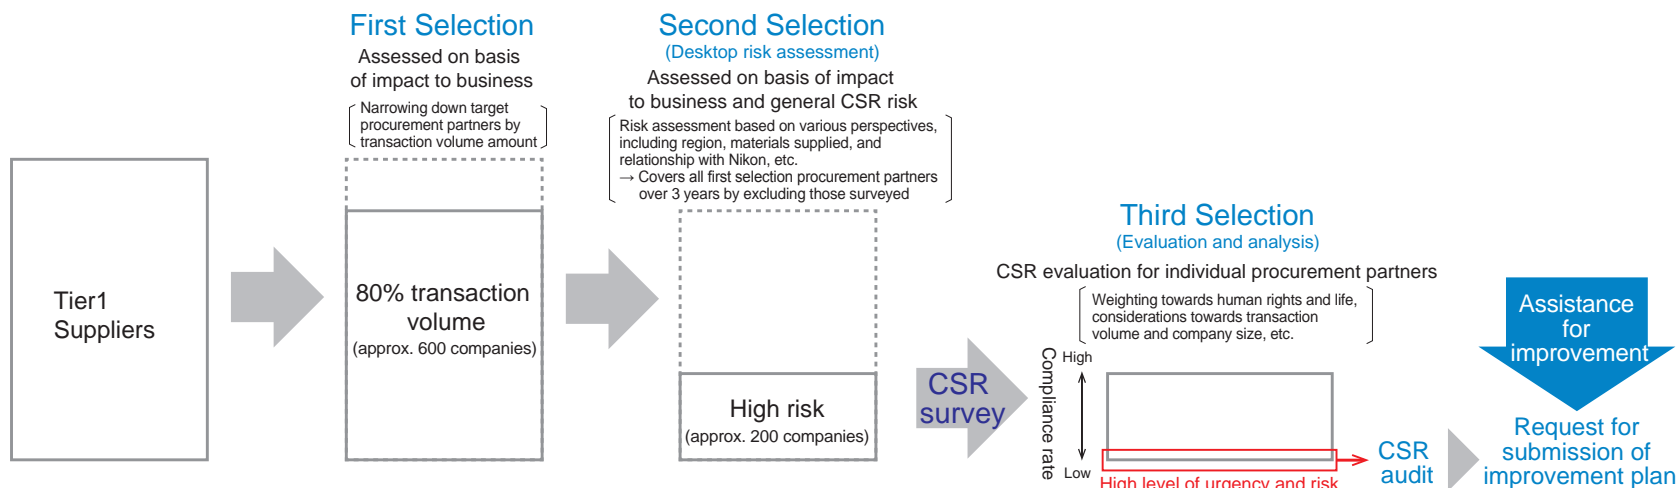 Tier1
Suppliers
First Selection
Assessed on basis
of impact to business
Narrowing down target
procurement partners by
transaction volume amount
80% transaction
volume
(approx. 600 companies)
Second Selection
(Desktop risk assessment)
Assessed on basis of impact
to business and general CSR risk
Risk assessment based on various perspectives,
including region, materials supplied, and
relationship with Nikon, etc.
→ Covers all first selection procurement partners
over 3 years by excluding those surveyed
High risk
(approx. 200 companies)
CSR
survey
Third Selection
(Evaluation and analysis)
CSR evaluation for individual procurement partners
Weighting towards human rights and life,
considerations towards transaction
volume and company size, etc.
Compliance rate
High
Low
High level of urgency and risk
CSR
audit
Assistance
for
improvement
Request for
submission of
improvement plan